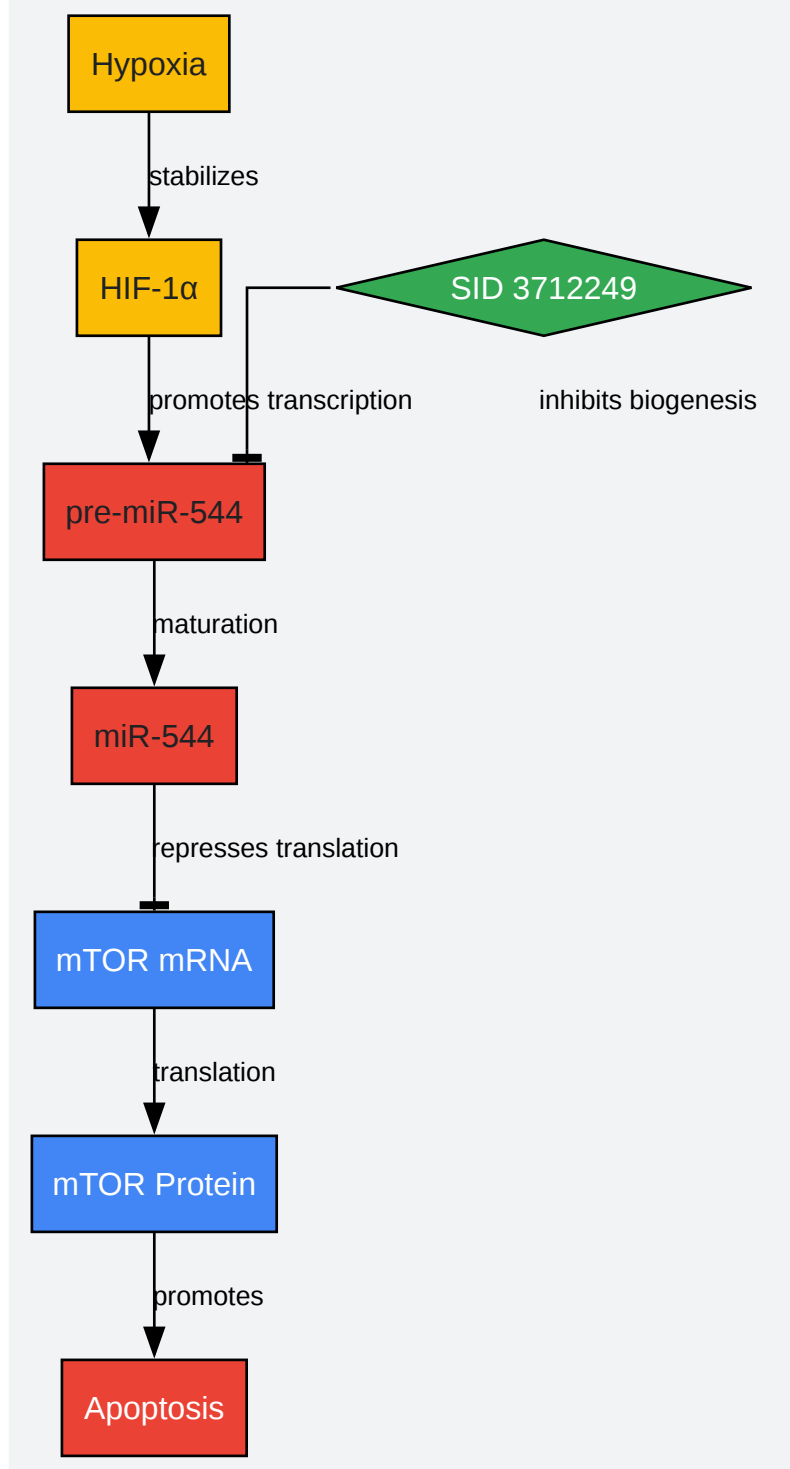 Hypoxia
stabilizes
HIF-1α
SID 3712249
promotes transcription
inhibits biogenesis
pre-miR-544
maturation
miR-544
represses translation
mTOR mRNA
translation
mTOR Protein
promotes
Apoptosis